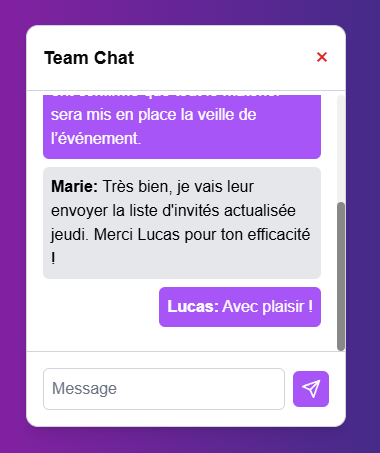 Team Chat
sera mis en place la veille de
l'événement.
Marie: Très bien, je vais leur
envoyer la liste d'invités actualisée
jeudi. Merci Lucas pour ton efficacité
!
Lucas: Avec plaisir !
Message